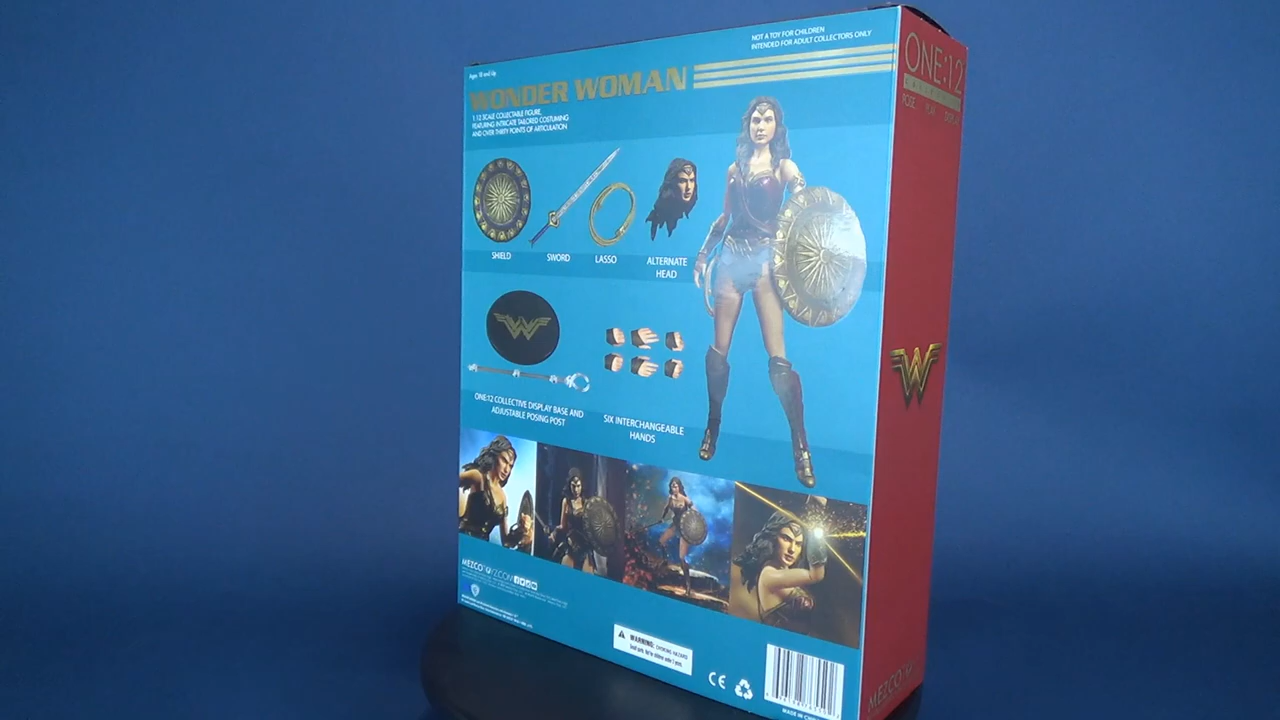 NOT A TOY FOR CHILDREN
INTENDED FOR ADULT COLLECTORS ONLY
WONDER WOMAN
1:12 SCALE COLLECTABLE FIGURE,
FEATURING INTRICATE TAILORED COSTUMING
AND OVER THIRTY POINTS OF ARTICULATION
SHIELD
SWORD
LASSO
ALTERNATE
HEAD
ONE:12 COLLECTIVE DISPLAY BASE AND
ADJUSTABLE POSING POST
SIX INTERCHANGEABLE
HANDS
WARNING: CHOKING HAZARD
CE
ONE:12
MEZCO